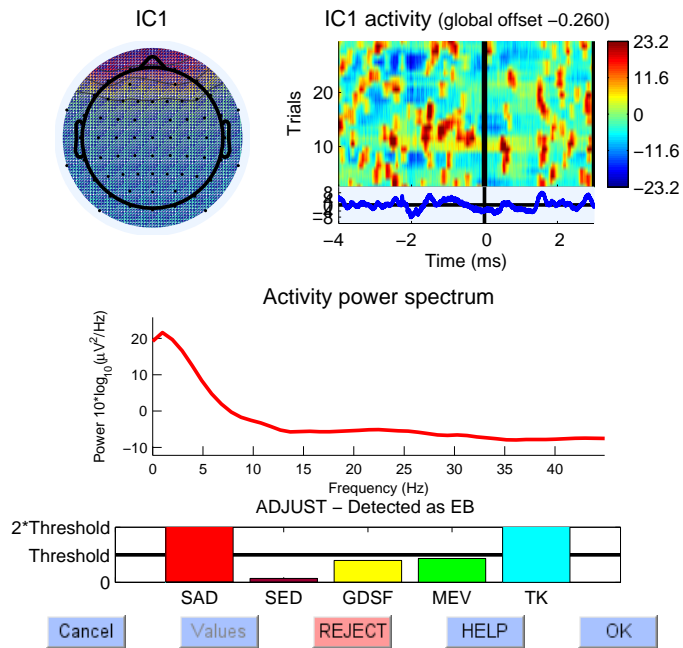 IC1
IC1 activity (global offset −0.260)
Trials
20
10
23.2
11.6
0
−11.6
−23.2
8
4
0
−4
−8
−4 −2 0 2
Time (ms)
Activity power spectrum
Power 10*log10(μV2/Hz)
20
0
−10
0 5 10 15 20 25 30 35 40
Frequency (Hz)
ADJUST − Detected as EB
2*Threshold
Threshold
0
SAD SED GDSF MEV TK
Cancel Values REJECT HELP OK